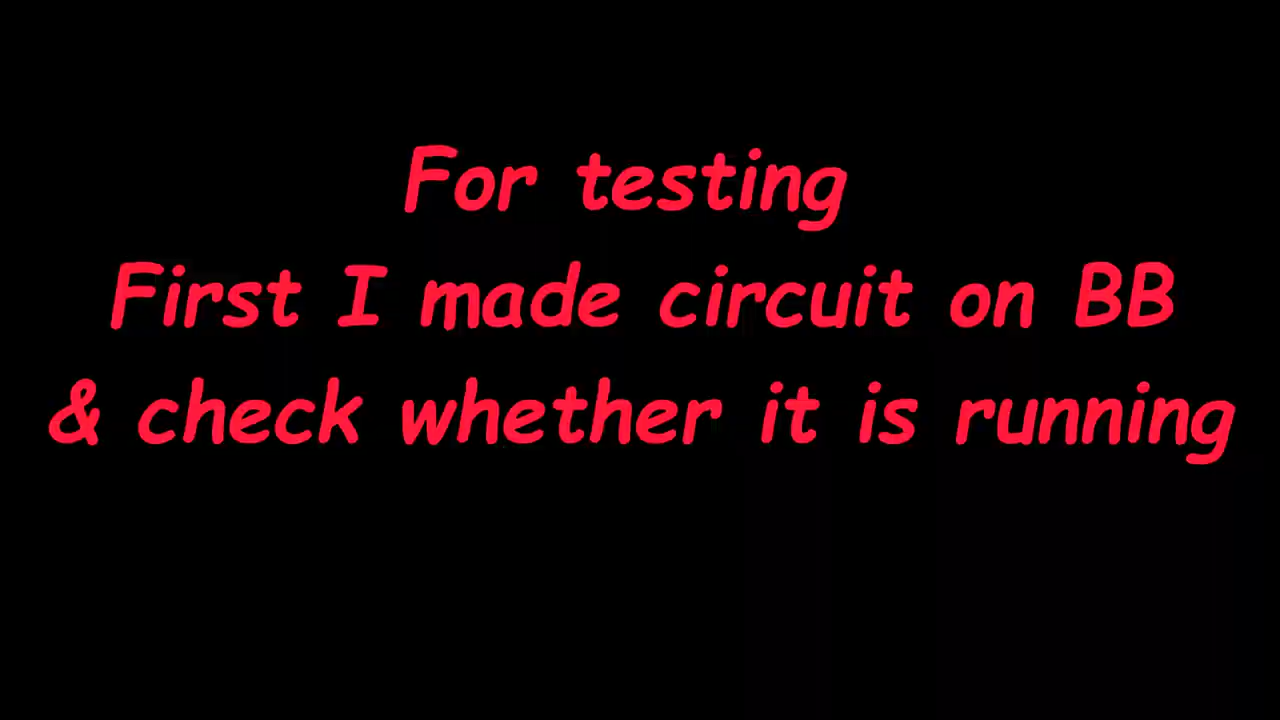 For testing
First I made circuit on BB
& check whether it is running